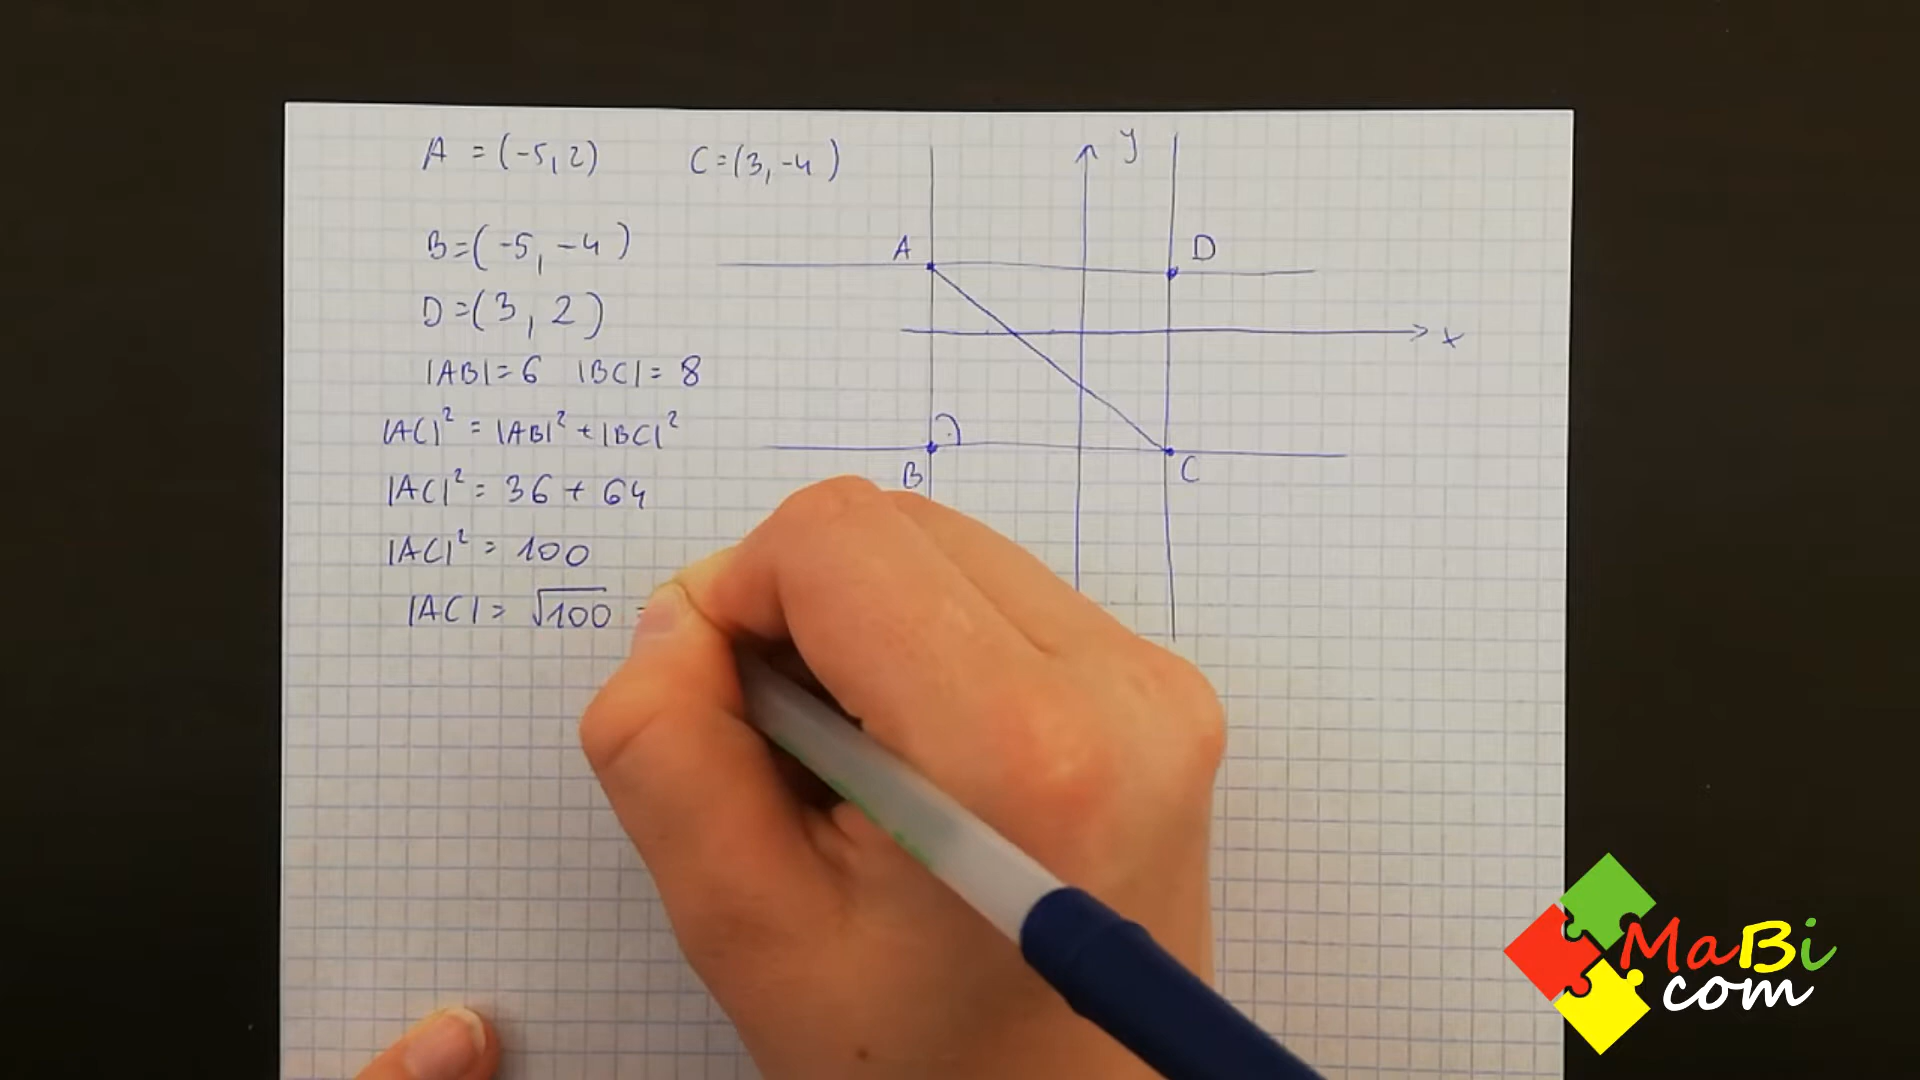 A = (-5, 2) C = (3, -4)
B = (-5, -4)
D = (3, 2)
|AB| = 6 |BC| = 8
|AC|² = |AB|² + |BC|²
|AC|² = 36 + 64
|AC|² = 100
|AC| = √100 =
y
A D
x
B C
MaBi
com